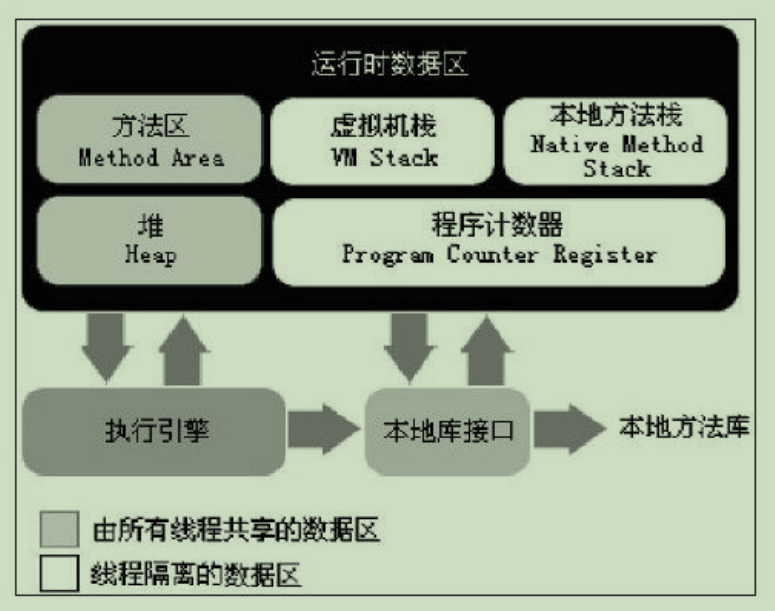 运行时数据区
方法区
Method Area
虚拟机栈
VM Stack
本地方法栈
Native Method
Stack
堆
Heap
程序计数器
Program Counter Register
执行引擎
本地库接口
本地方法库
由所有线程共享的数据区
线程隔离的数据区